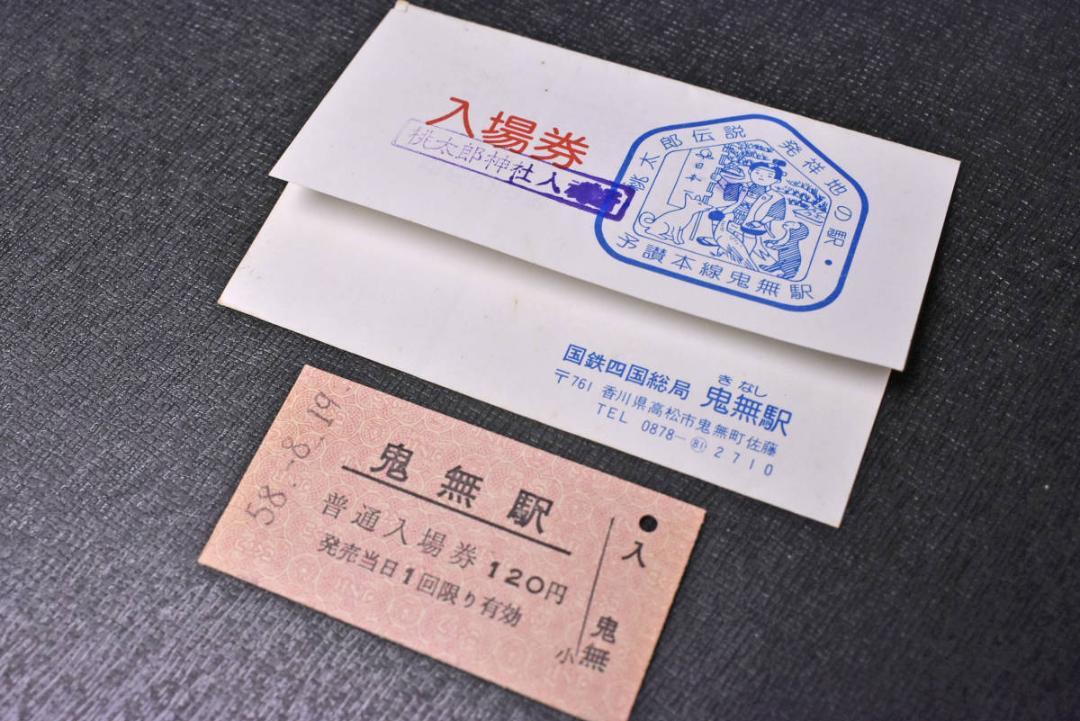 入場券
桃太郎神社入
桃太郎伝説 発祥地の駅・
予讃本線鬼無駅
国鉄四国総局 鬼無駅
きなし
〒761 香川県高松市鬼無町佐藤
TEL 0878—㊶2710
58.-8.19.
鬼無駅
普通入場券 120円
発売当日1回限り有効
入
鬼無
小